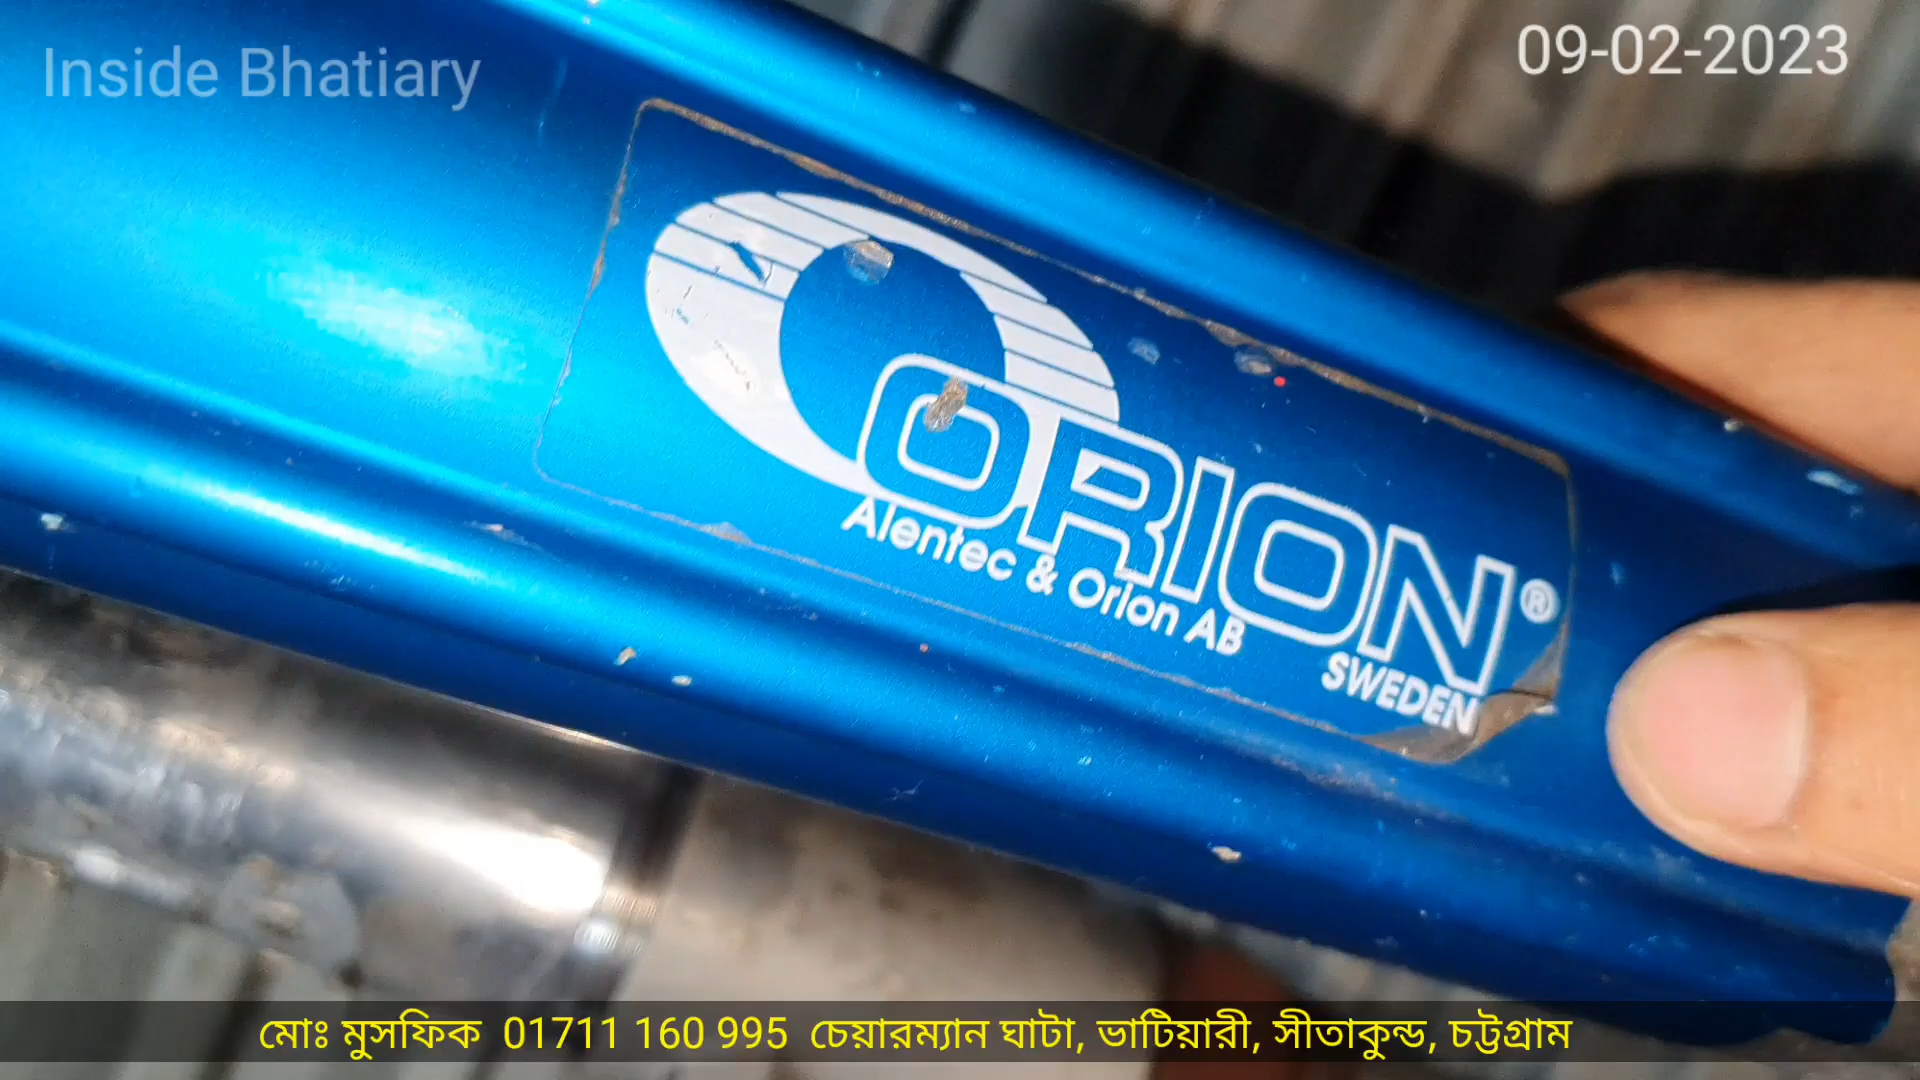 Inside Bhatiary
09-02-2023
ORION®
Alentec & Orion AB
SWEDEN
মোঃ মুসফিক 01711 160 995 চেয়ারম্যান ঘাটা, ভাটিয়ারী, সীতাকুন্ড, চট্টগ্রাম